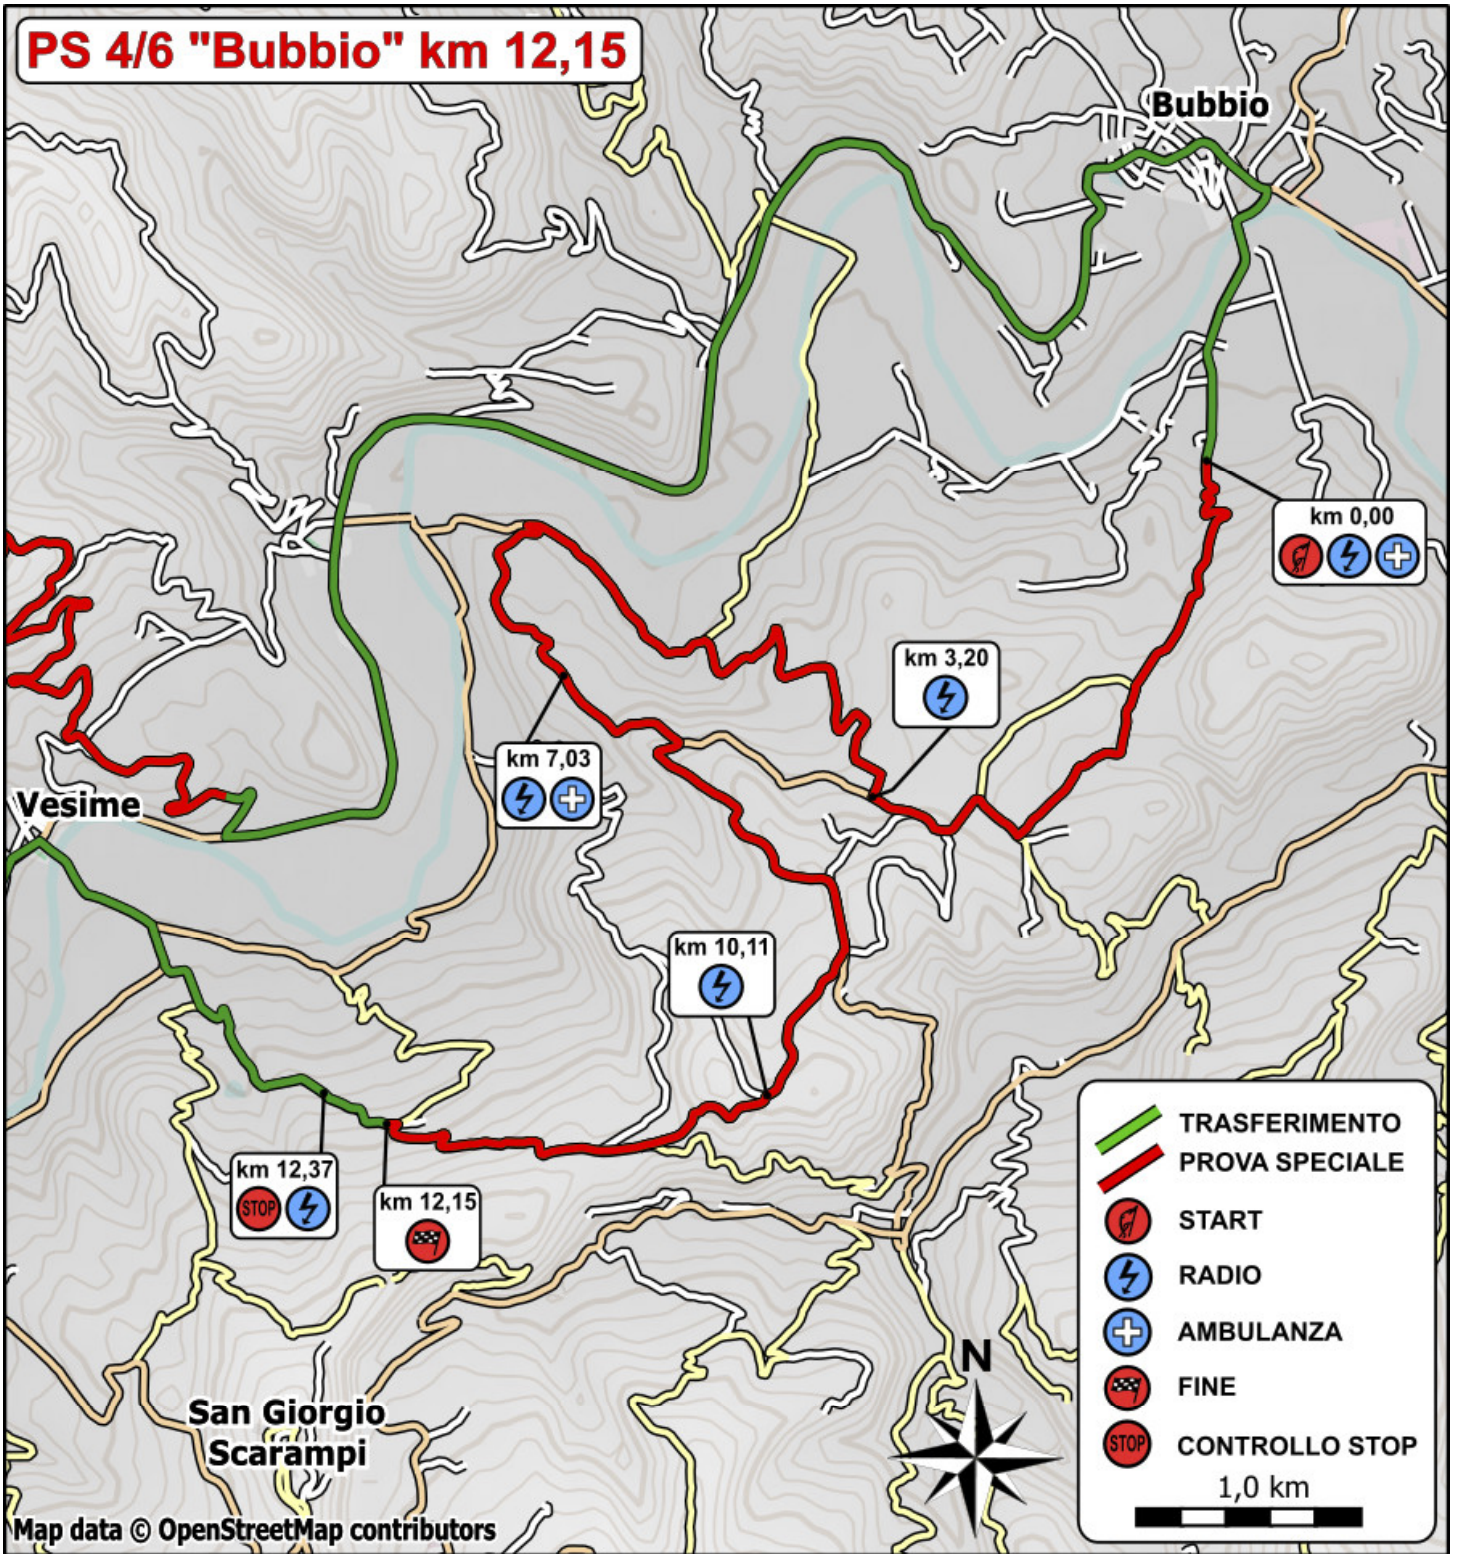 PS 4/6 "Bubbio" km 12,15
Bubbio
km 0,00
km 3,20
km 7,03
Vesime
km 10,11
km 12,37
STOP
km 12,15
TRASFERIMENTO
PROVA SPECIALE
START
RADIO
AMBULANZA
FINE
STOP CONTROLLO STOP
1,0 km
N
San Giorgio
Scarampi
Map data © OpenStreetMap contributors